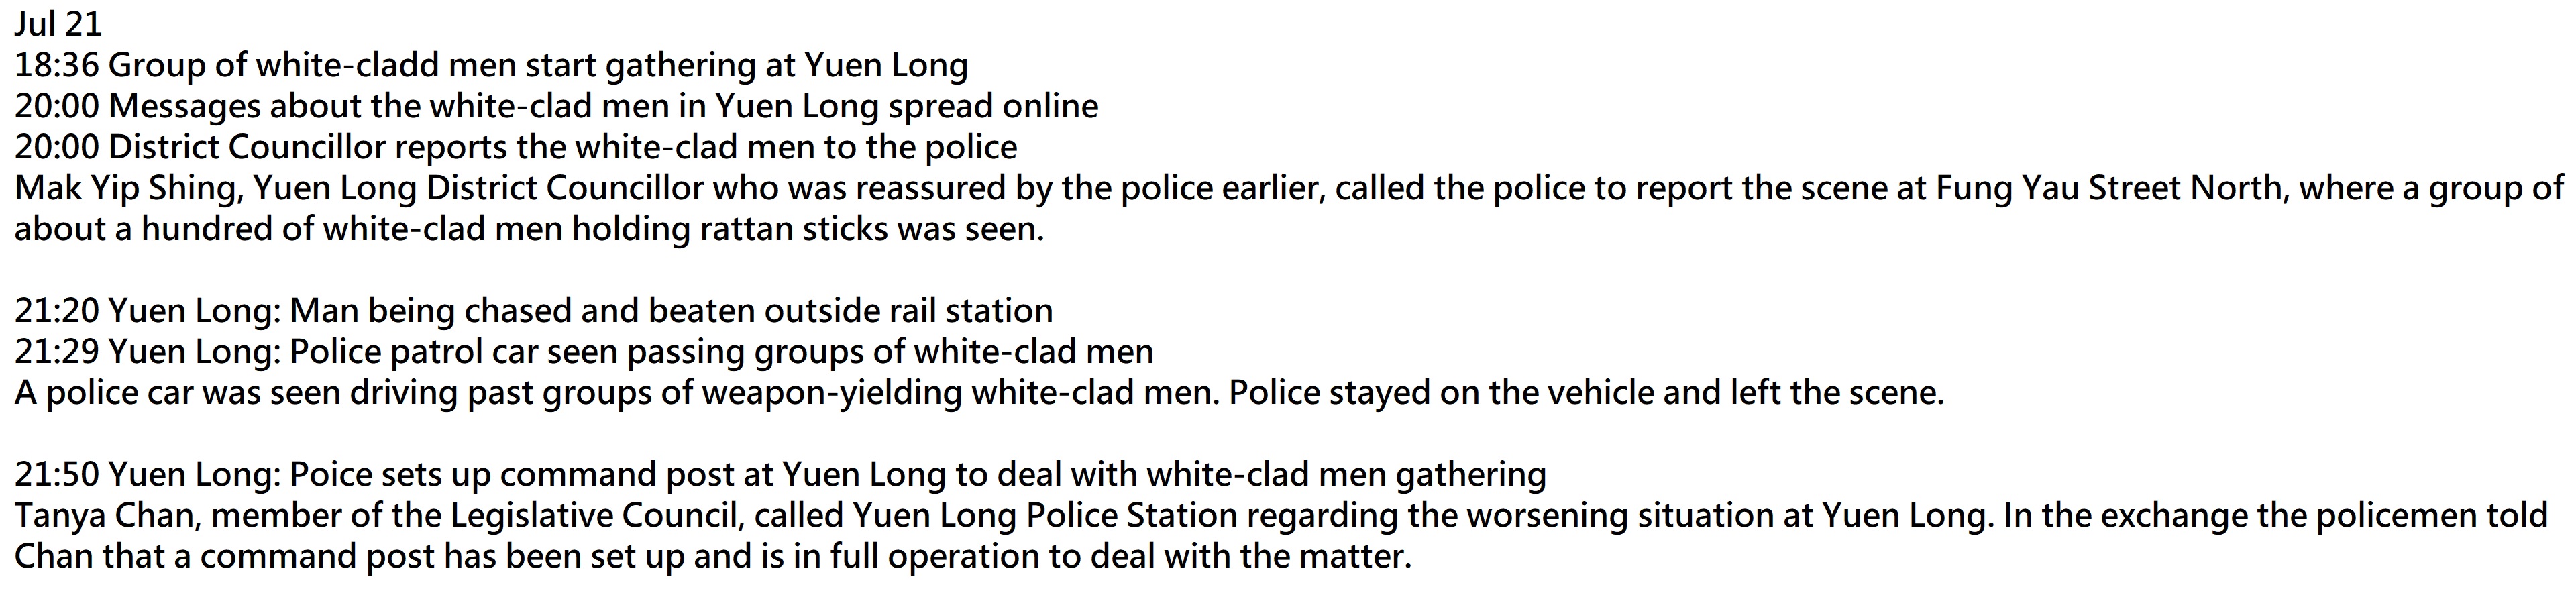 Jul 21
18:36 Group of white-cladd men start gathering at Yuen Long
20:00 Messages about the white-clad men in Yuen Long spread online
20:00 District Councillor reports the white-clad men to the police
Mak Yip Shing, Yuen Long District Councillor who was reassured by the police earlier, called the police to report the scene at Fung Yau Street North, where a group of
about a hundred of white-clad men holding rattan sticks was seen.
21:20 Yuen Long: Man being chased and beaten outside rail station
21:29 Yuen Long: Police patrol car seen passing groups of white-clad men
A police car was seen driving past groups of weapon-yielding white-clad men. Police stayed on the vehicle and left the scene.
21:50 Yuen Long: Poice sets up command post at Yuen Long to deal with white-clad men gathering
Tanya Chan, member of the Legislative Council, called Yuen Long Police Station regarding the worsening situation at Yuen Long. In the exchange the policemen told
Chan that a command post has been set up and is in full operation to deal with the matter.